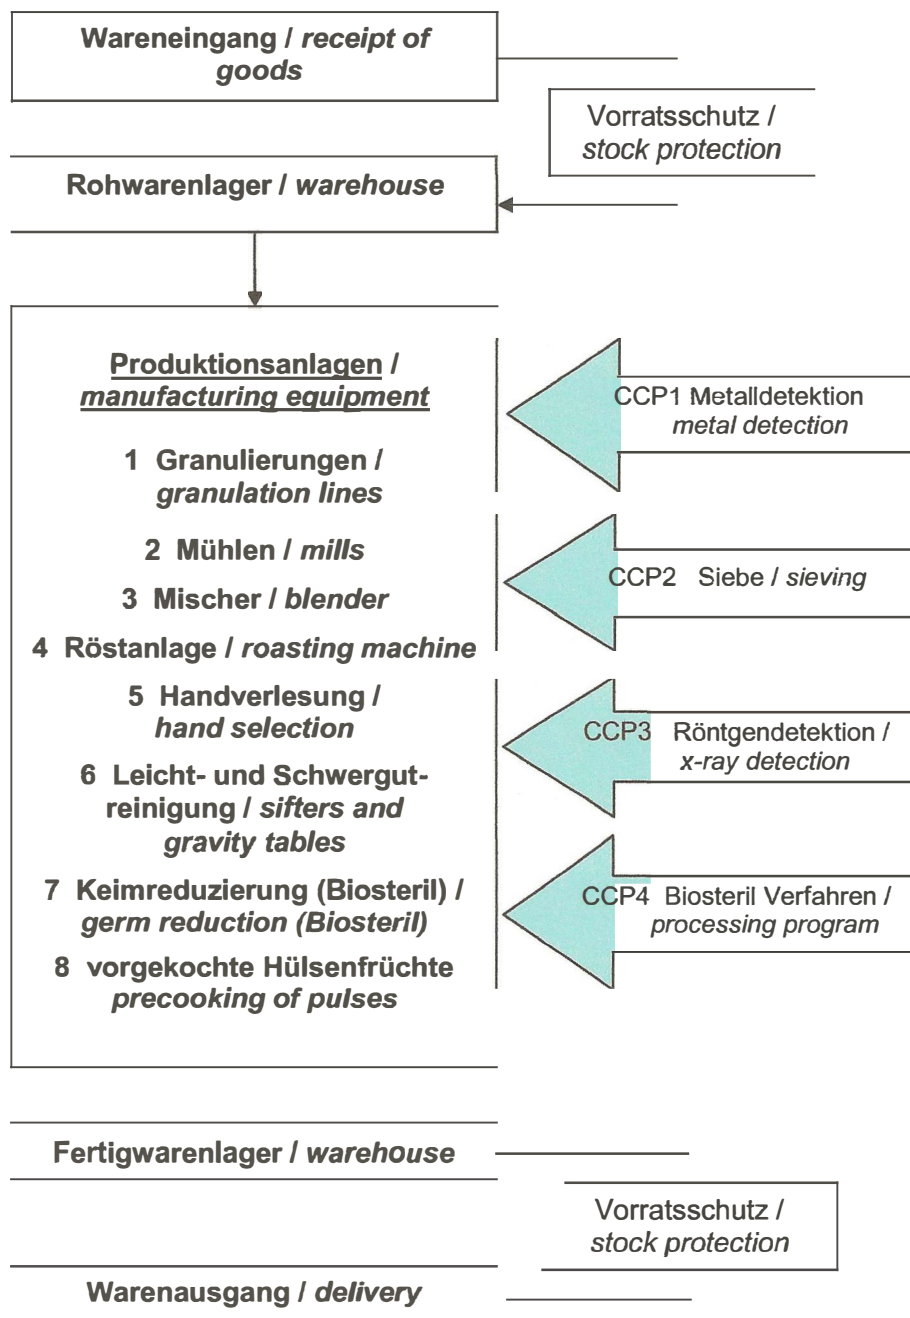 Wareneingang / receipt of
goods
Vorratsschutz /
stock protection
Rohwarenlager / warehouse
Produktionsanlagen /
manufacturing equipment
1 Granulierungen /
granulation lines
2 Mühlen / mills
3 Mischer / blender
4 Röstanlage / roasting machine
5 Handverlesung /
hand selection
6 Leicht- und Schwergut-
reinigung / sifters and
gravity tables
7 Keimreduzierung (Biosteril) /
germ reduction (Biosteril)
8 vorgekochte Hülsenfrüchte
precooking of pulses
CCP1 Metalldetektion
metal detection
CCP2 Siebe / sieving
CCP3 Röntgendetektion /
x-ray detection
CCP4 Biosteril Verfahren /
processing program
Fertigwarenlager / warehouse
Vorratsschutz /
stock protection
Warenausgang / delivery